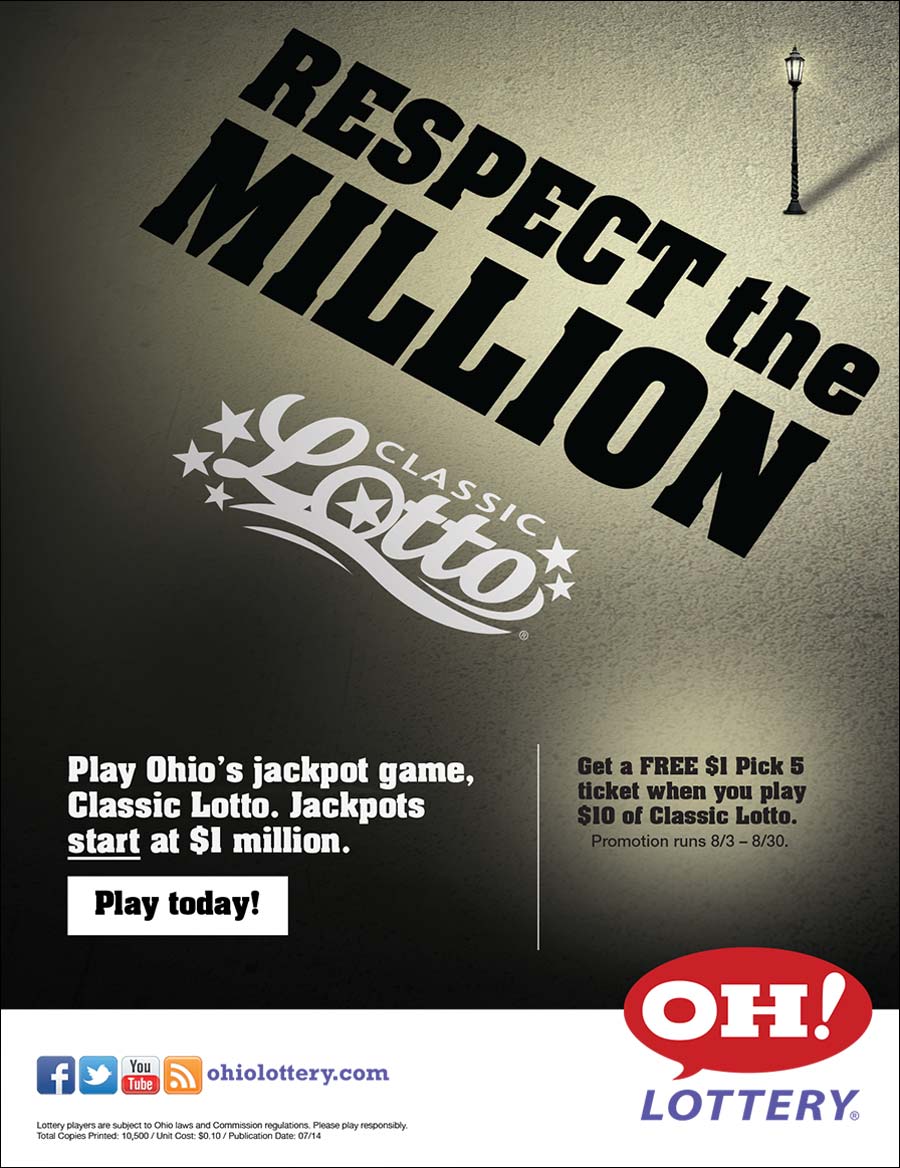 RESPECT the
MILLION
CLASSIC
Lotto ®
Play Ohio's jackpot game,
Classic Lotto. Jackpots
start at $1 million.
Play today!
Get a FREE $1 Pick 5
ticket when you play
$10 of Classic Lotto.
Promotion runs 8/3 – 8/30.
OH!
LOTTERY®
You
Tube
ohiolottery.com
Lottery players are subject to Ohio laws and Commission regulations. Please play responsibly.
Total Copies Printed: 10,500 / Unit Cost: $0.10 / Publication Date: 07/14